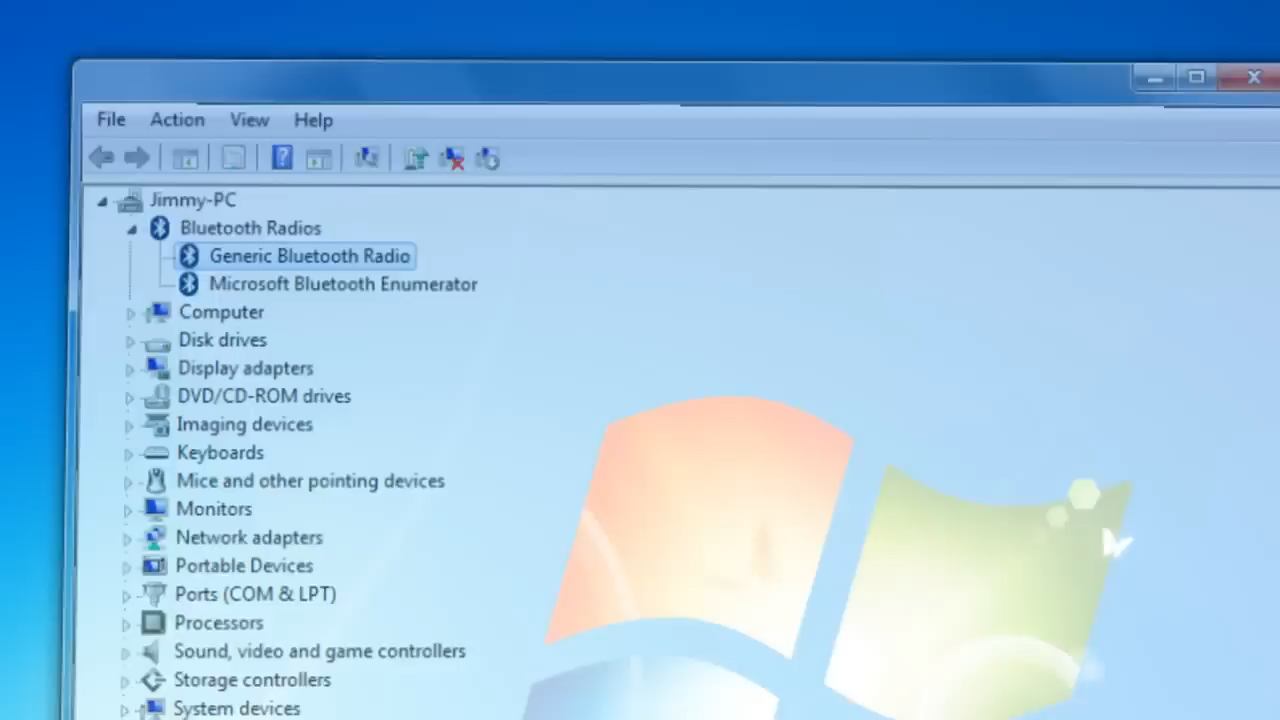 File Action View Help
Jimmy-PC
Bluetooth Radios
Generic Bluetooth Radio
Microsoft Bluetooth Enumerator
Computer
Disk drives
Display adapters
DVD/CD-ROM drives
Imaging devices
Keyboards
Mice and other pointing devices
Monitors
Network adapters
Portable Devices
Ports (COM & LPT)
Processors
Sound, video and game controllers
Storage controllers
System devices